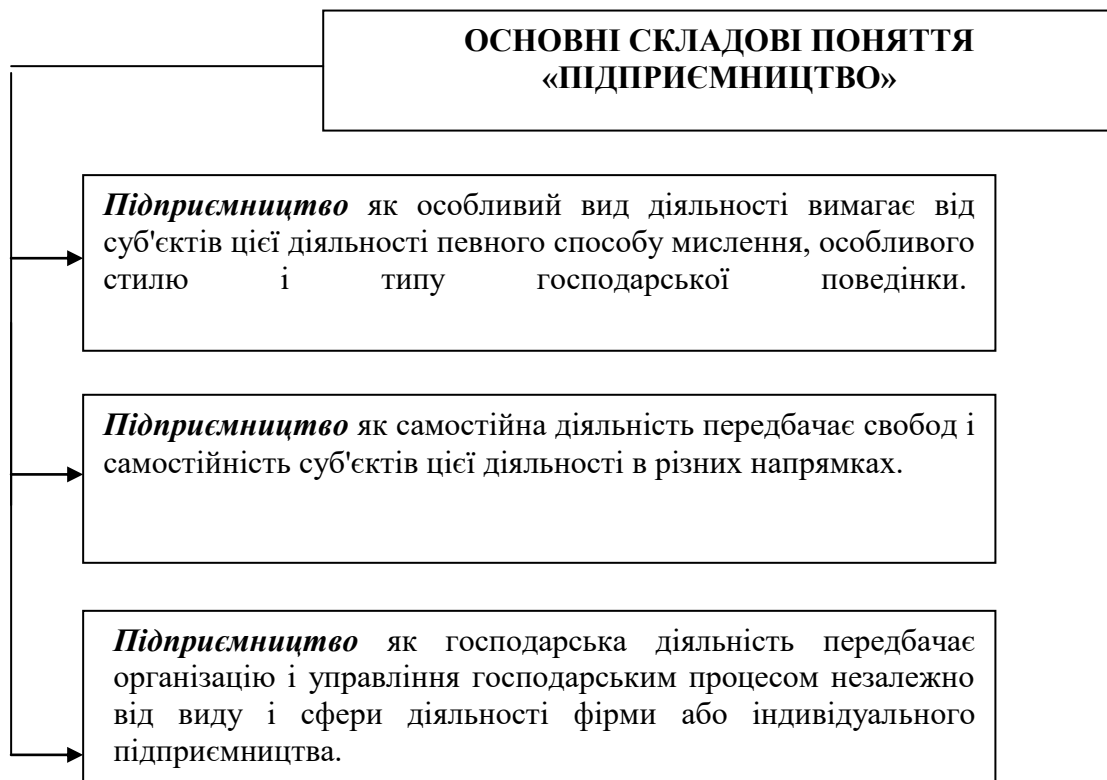 ОСНОВНІ СКЛАДОВІ ПОНЯТТЯ
«ПІДПРИЄМНИЦТВО»
Підприємництво як особливий вид діяльності вимагає від
суб'єктів цієї діяльності певного способу мислення, особливого
стилю і типу господарської поведінки.
Підприємництво як самостійна діяльність передбачає свобод і
самостійність суб'єктів цієї діяльності в різних напрямках.
Підприємництво як господарська діяльність передбачає
організацію і управління господарським процесом незалежно
від виду і сфери діяльності фірми або індивідуального
підприємництва.